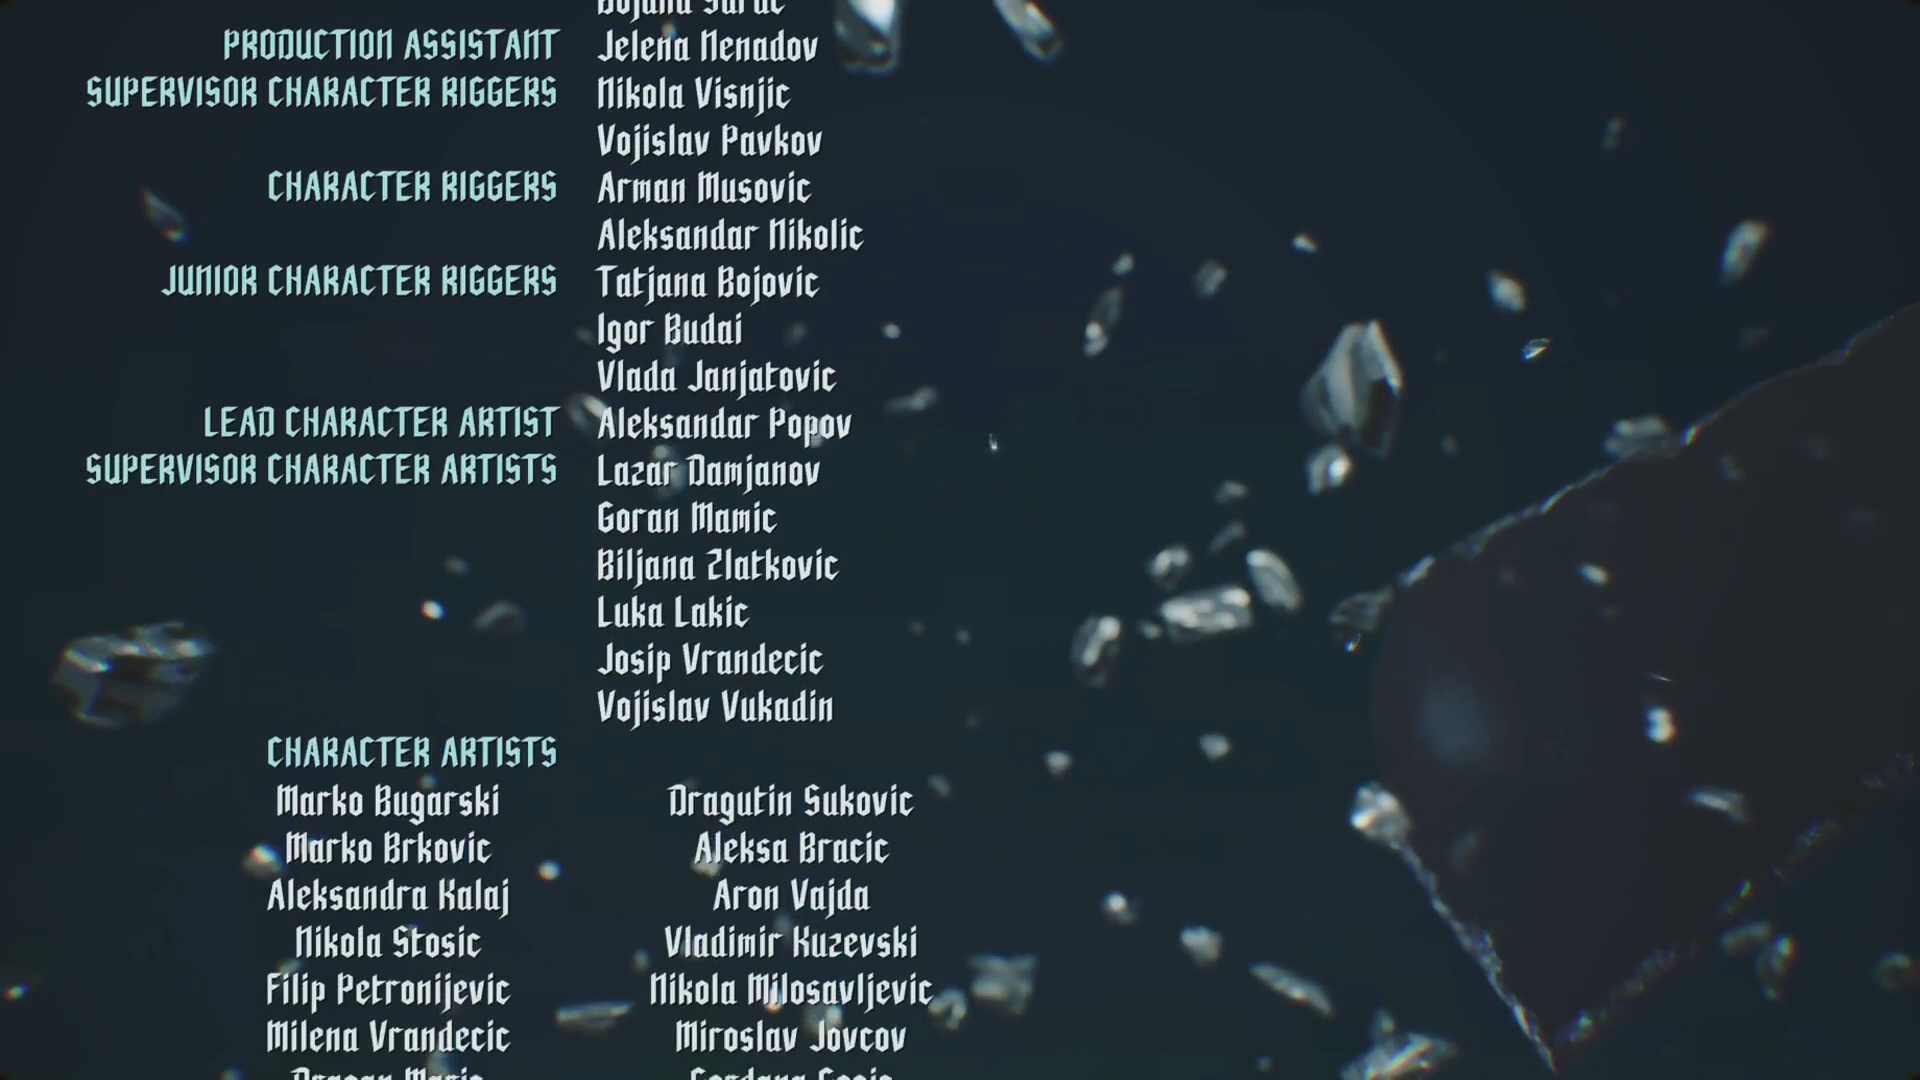 PRODUCTION ASSISTANT Jelena Nenadov
SUPERVISOR CHARACTER RIGGERS Nikola Visnjic
Vojislav Pavkov
CHARACTER RIGGERS Arman Musovic
Aleksandar Nikolic
JUNIOR CHARACTER RIGGERS Tatjana Bojovic
Igor Budai
Vlada Janjatovic
LEAD CHARACTER ARTIST Aleksandar Popov
SUPERVISOR CHARACTER ARTISTS Lazar Damjanov
Goran Mamic
Biljana Zlatkovic
Luka Lakic
Josip Vrandecic
Vojislav Vukadin
CHARACTER ARTISTS
Marko Bugarski Dragutin Sukovic
Marko Brkovic Aleksa Bracic
Aleksandra Kalaj Aron Vajda
Nikola Stosic Vladimir Kuzevski
Filip Petronijevic Nikola Milosavljevic
Milena Vrandecic Miroslav Jovcov